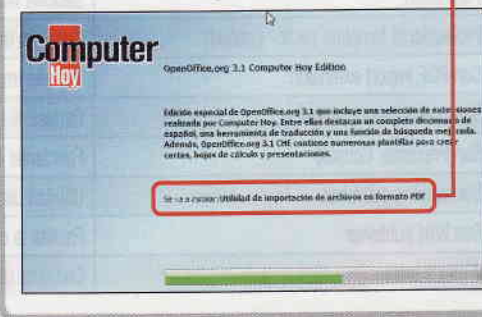 Computer
Hoy
OpenOffice.org 3.1 Computer Hoy Edition
Edición especial de OpenOffice.org 3.1 que incluye una selección de extensiones
realizada por Computer Hoy. Entre ellas destacan un completo diccionario de
español, una herramienta de traducción y una función de búsqueda mejorada.
Además, OpenOffice.org 3.1 CHE contiene numerosas plantillas para crear
cartas, hojas de cálculo y presentaciones.
Se va a Utilidad de importación de archivos en formato PDF